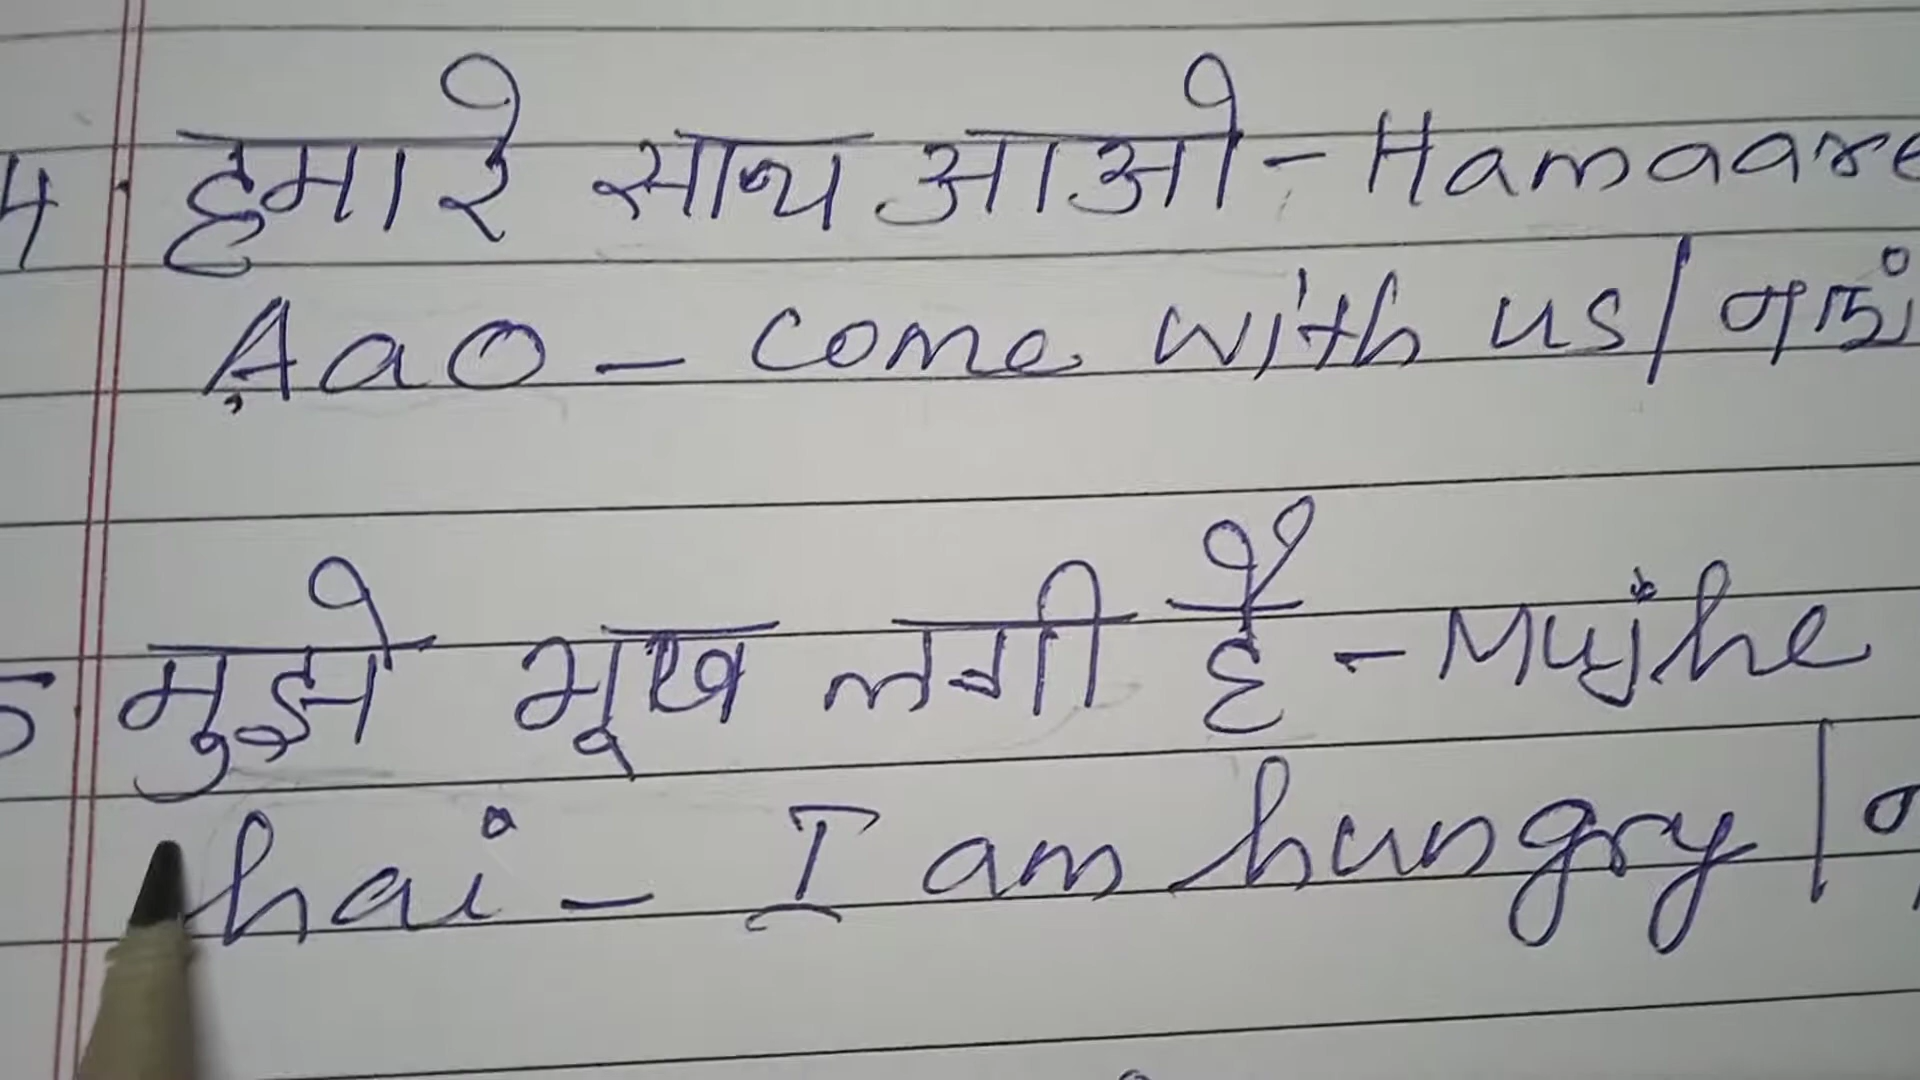 4. हमारे साथ आओ - Hamaare
Aao - come with us |
5. मुझे भूख लगी है - Mujhe
hai - I am hungry |